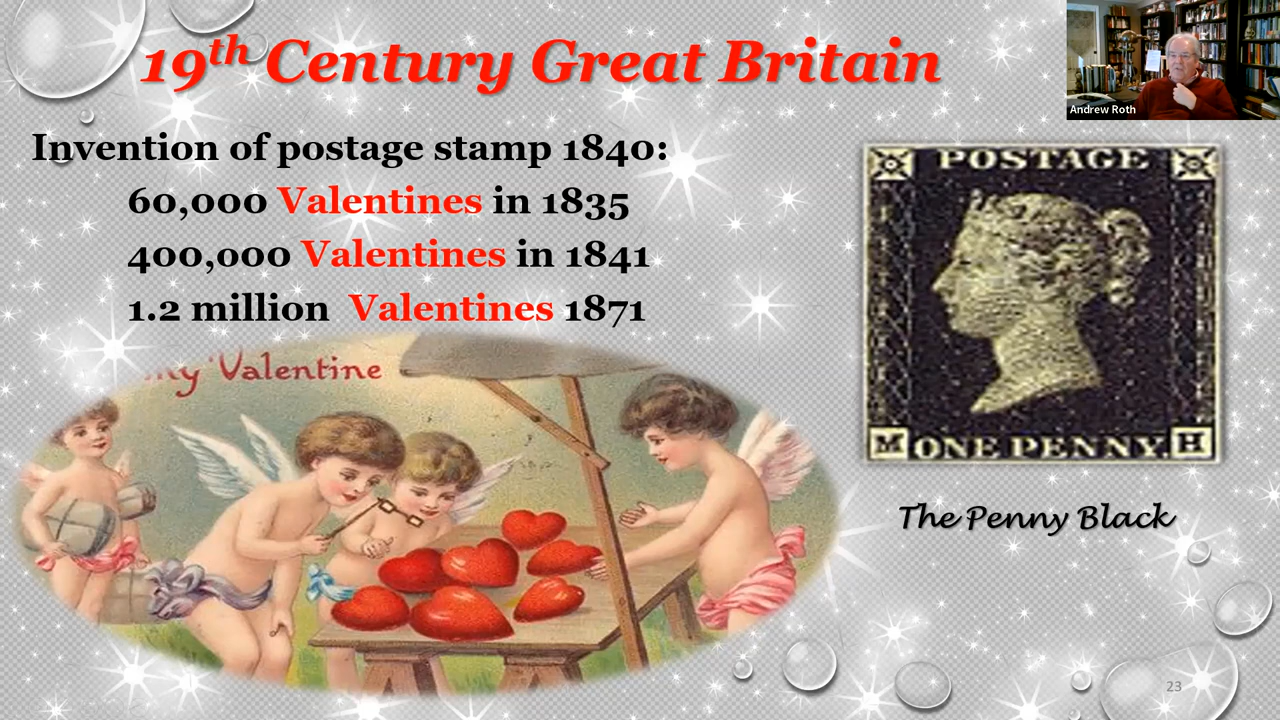 19th Century Great Britain
Andrew Roth
Invention of postage stamp 1840:
60,000 Valentines in 1835
400,000 Valentines in 1841
1.2 million Valentines 1871
Valentine
POSTAGE
M ONE PENNY. H
The Penny Black
23